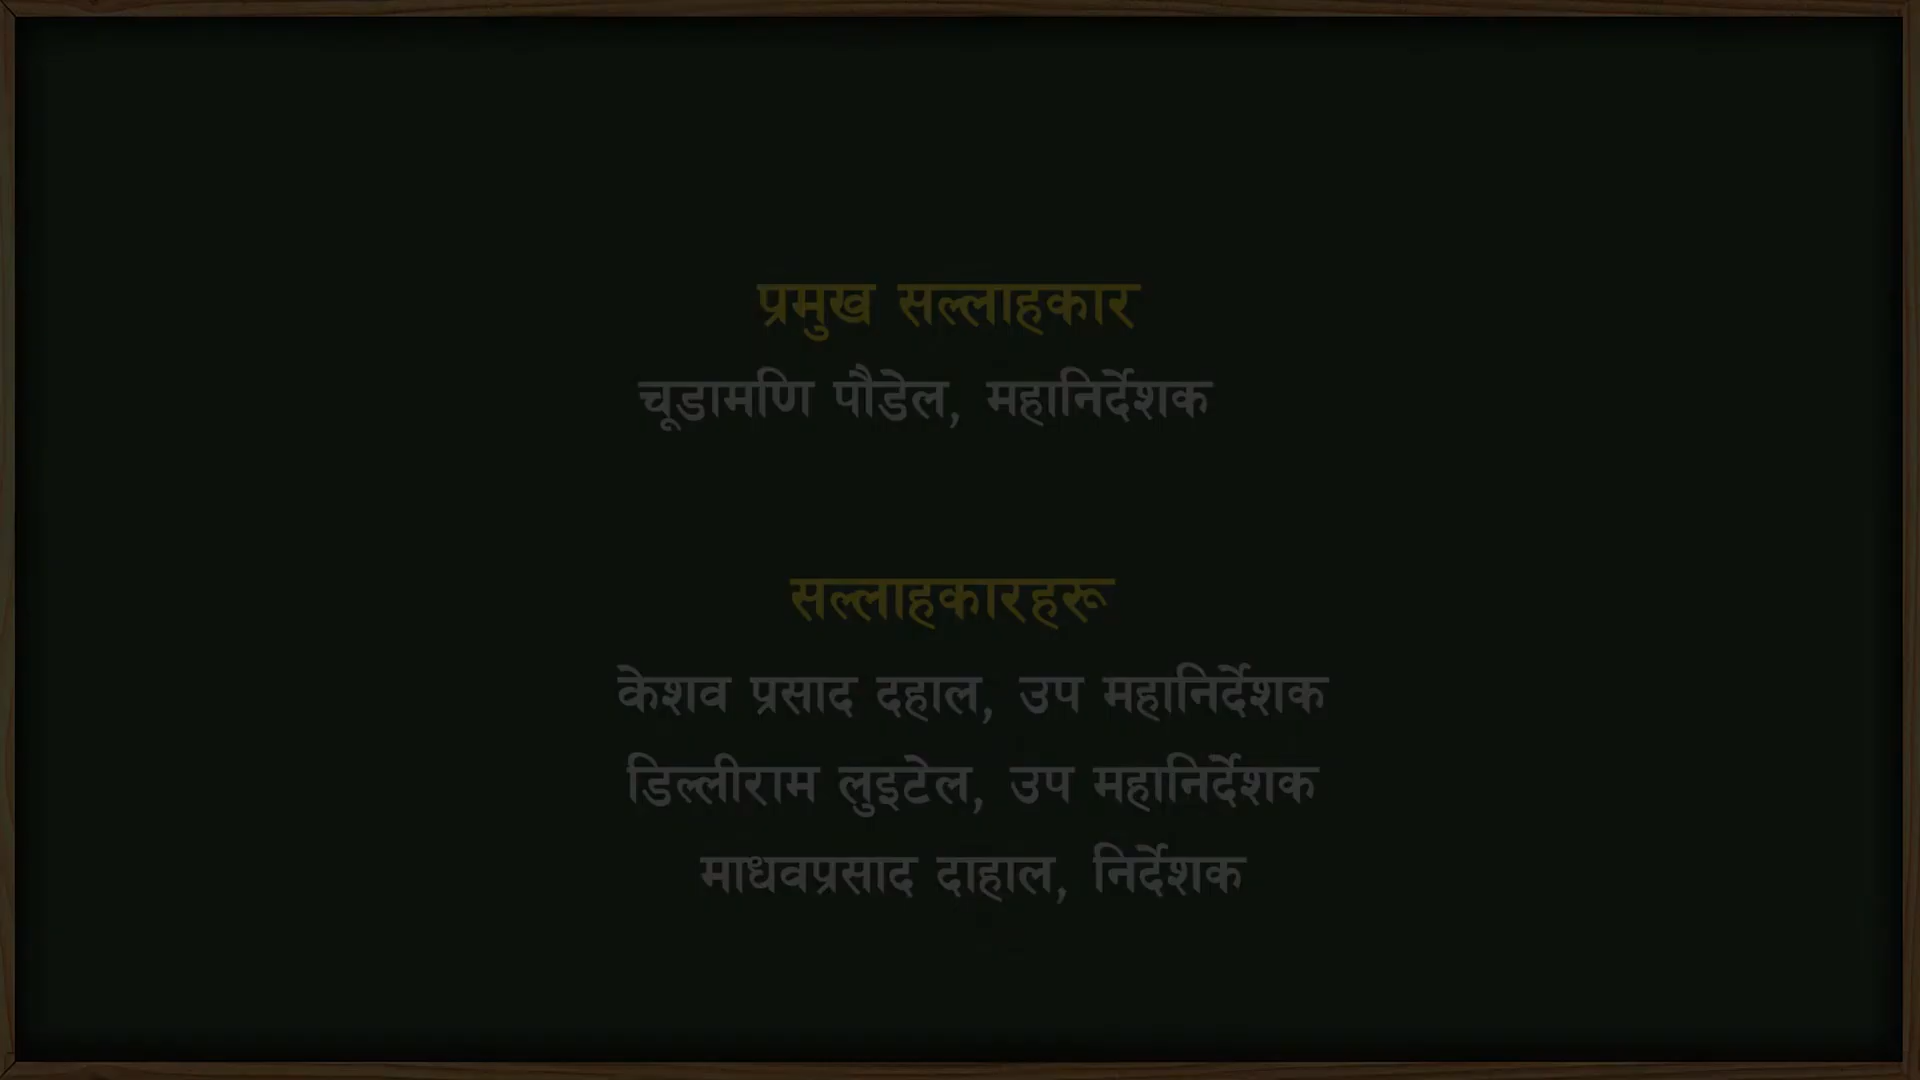 प्रमुख सल्लाहकार
चूडामणि पौडेल, महानिर्देशक
सल्लाहकारहरू
केशव प्रसाद दहाल, उप महानिर्देशक
डिल्लीराम लुइटेल, उप महानिर्देशक
माधवप्रसाद दाहाल, निर्देशक